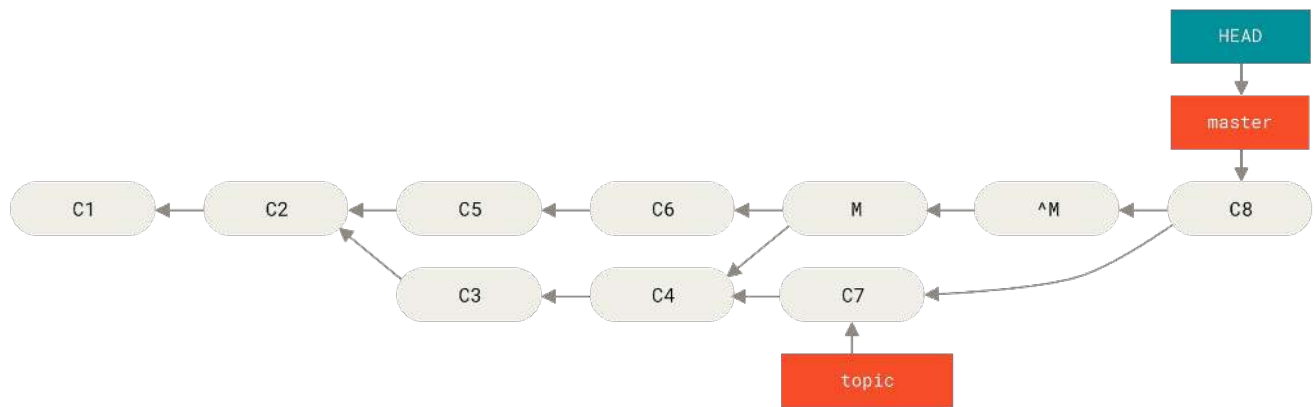 HEAD
master
C1 C2 C5 C6 M ^M C8
C3 C4 C7
topic